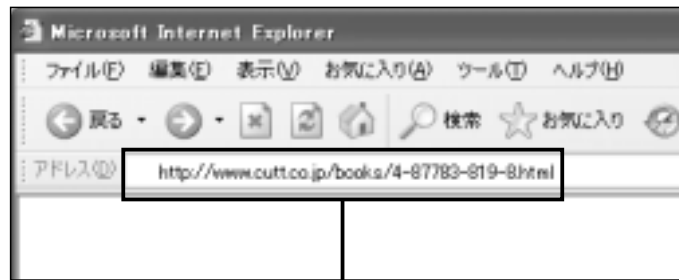 Microsoft Internet Explorer
ファイル(F) 編集(E) 表示(V) お気に入り(A) ツール(T) ヘルプ(H)
戻る 検索 お気に入り
アドレス(D) http://www.cutt.co.jp/books/4-87783-819-8.html